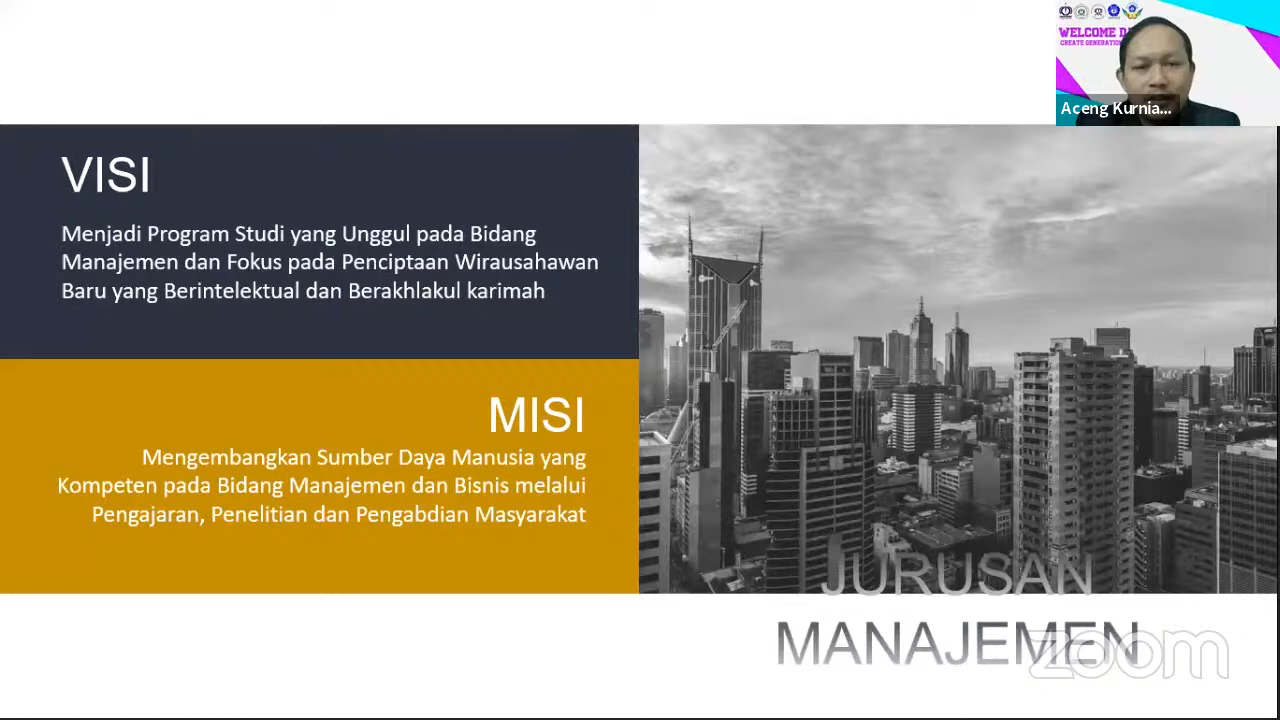 WELCOME
CREATE GENERATION
Aceng Kurnia...
VISI
Menjadi Program Studi yang Unggul pada Bidang
Manajemen dan Fokus pada Penciptaan Wirausahawan
Baru yang Berintelektual dan Berakhlakul karimah
MISI
Mengembangkan Sumber Daya Manusia yang
Kompeten pada Bidang Manajemen dan Bisnis melalui
Pengajaran, Penelitian dan Pengabdian Masyarakat
JURUSAN
MANAJEMEN
zoom